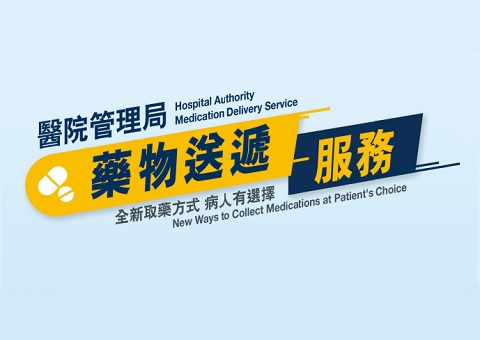 醫院管理局
Hospital Authority
Medication Delivery Service
藥物送遞 服務
全新取藥方式 病人有選擇
New Ways to Collect Medications at Patient's Choice